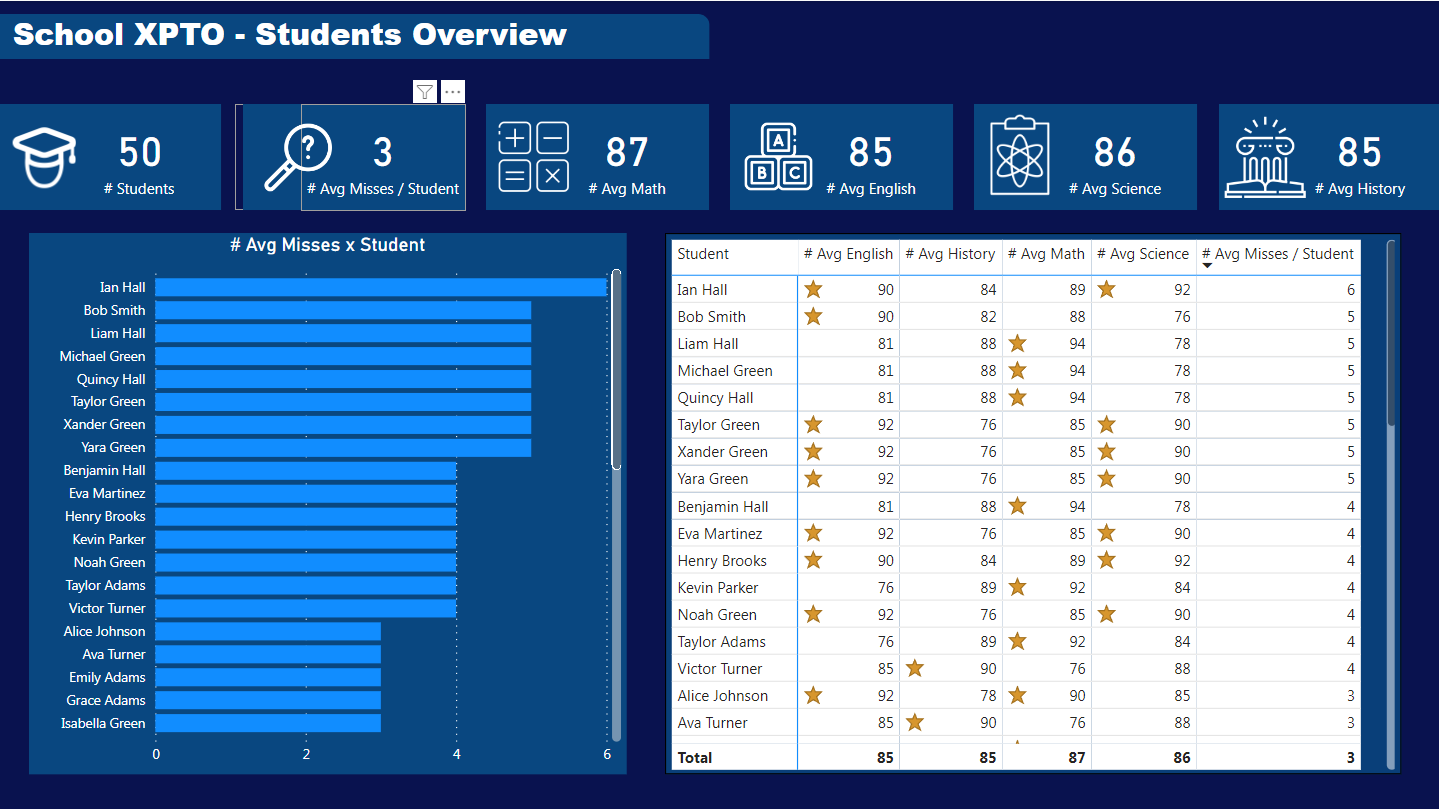 School XPTO - Students Overview
50
# Students
?
3
# Avg Misses / Student
87
# Avg Math
A
B C
85
# Avg English
86
# Avg Science
85
# Avg History
# Avg Misses x Student
Ian Hall
Bob Smith
Liam Hall
Michael Green
Quincy Hall
Taylor Green
Xander Green
Yara Green
Benjamin Hall
Eva Martinez
Henry Brooks
Kevin Parker
Noah Green
Taylor Adams
Victor Turner
Alice Johnson
Ava Turner
Emily Adams
Grace Adams
Isabella Green
0 2 4 6
Student # Avg English # Avg History # Avg Math # Avg Science # Avg Misses / Student
Ian Hall 90 84 89 92 6
Bob Smith 90 82 88 76 5
Liam Hall 81 88 94 78 5
Michael Green 81 88 94 78 5
Quincy Hall 81 88 94 78 5
Taylor Green 92 76 85 90 5
Xander Green 92 76 85 90 5
Yara Green 92 76 85 90 5
Benjamin Hall 81 88 94 78 4
Eva Martinez 92 76 85 90 4
Henry Brooks 90 84 89 92 4
Kevin Parker 76 89 92 84 4
Noah Green 92 76 85 90 4
Taylor Adams 76 89 92 84 4
Victor Turner 85 90 76 88 4
Alice Johnson 92 78 90 85 3
Ava Turner 85 90 76 88 3
Total 85 85 87 86 3